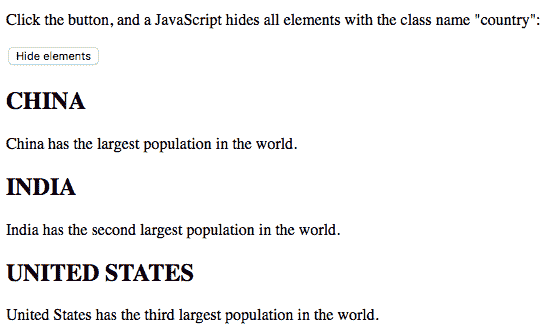 Click the button, and a JavaScript hides all elements with the class name "country":
Hide elements
CHINA
China has the largest population in the world.
INDIA
India has the second largest population in the world.
UNITED STATES
United States has the third largest population in the world.